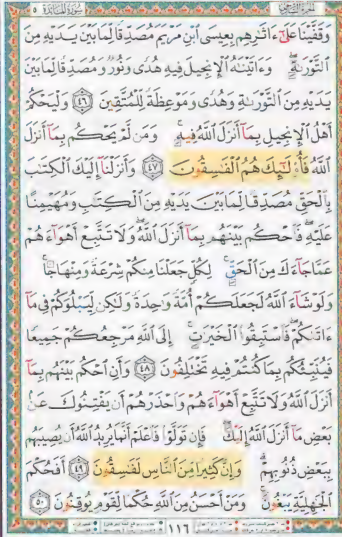 سورة المائدة ٥
وَقَفَّيْنَا عَلَىٰٓ ءَاثَٰرِهِم بِعِيسَى ٱبْنِ مَرْيَمَ مُصَدِّقًا لِّمَا بَيْنَ يَدَيْهِ مِنَ
ٱلتَّوْرَىٰةِ ۖ وَءَاتَيْنَٰهُ ٱلْإِنجِيلَ فِيهِ هُدًى وَنُورٌ وَمُصَدِّقًا لِّمَا بَيْنَ
يَدَيْهِ مِنَ ٱلتَّوْرَىٰةِ وَهُدًى وَمَوْعِظَةً لِّلْمُتَّقِينَ ٤٦ وَلْيَحْكُمْ
أَهْلُ ٱلْإِنجِيلِ بِمَآ أَنزَلَ ٱللَّهُ فِيهِ ۚ وَمَن لَّمْ يَحْكُم بِمَآ أَنزَلَ
ٱللَّهُ فَأُو۟لَٰٓئِكَ هُمُ ٱلْفَٰسِقُونَ ٤٧ وَأَنزَلْنَآ إِلَيْكَ ٱلْكِتَٰبَ
بِٱلْحَقِّ مُصَدِّقًا لِّمَا بَيْنَ يَدَيْهِ مِنَ ٱلْكِتَٰبِ وَمُهَيْمِنًا
عَلَيْهِ ۖ فَٱحْكُم بَيْنَهُم بِمَآ أَنزَلَ ٱللَّهُ ۖ وَلَا تَتَّبِعْ أَهْوَآءَهُمْ
عَمَّا جَآءَكَ مِنَ ٱلْحَقِّ ۚ لِكُلٍّ جَعَلْنَا مِنكُمْ شِرْعَةً وَمِنْهَاجًا ۚ
وَلَوْ شَآءَ ٱللَّهُ لَجَعَلَكُمْ أُمَّةً وَٰحِدَةً وَلَٰكِن لِّيَبْلُوَكُمْ فِى مَآ
ءَاتَىٰكُمْ ۖ فَٱسْتَبِقُوا۟ ٱلْخَيْرَٰتِ ۚ إِلَى ٱللَّهِ مَرْجِعُكُمْ جَمِيعًا
فَيُنَبِّئُكُم بِمَا كُنتُمْ فِيهِ تَخْتَلِفُونَ ٤٨ وَأَنِ ٱحْكُم بَيْنَهُم بِمَآ
أَنزَلَ ٱللَّهُ وَلَا تَتَّبِعْ أَهْوَآءَهُمْ وَٱحْذَرْهُمْ أَن يَفْتِنُوكَ عَنۢ
بَعْضِ مَآ أَنزَلَ ٱللَّهُ إِلَيْكَ ۖ فَإِن تَوَلَّوْا۟ فَٱعْلَمْ أَنَّمَا يُرِيدُ ٱللَّهُ أَن يُصِيبَهُم
بِبَعْضِ ذُنُوبِهِمْ ۗ وَإِنَّ كَثِيرًا مِّنَ ٱلنَّاسِ لَفَٰسِقُونَ ٤٩ أَفَحُكْمَ
ٱلْجَٰهِلِيَّةِ يَبْغُونَ ۚ وَمَنْ أَحْسَنُ مِنَ ٱللَّهِ حُكْمًا لِّقَوْمٍ يُوقِنُونَ ٥٠
١١٦